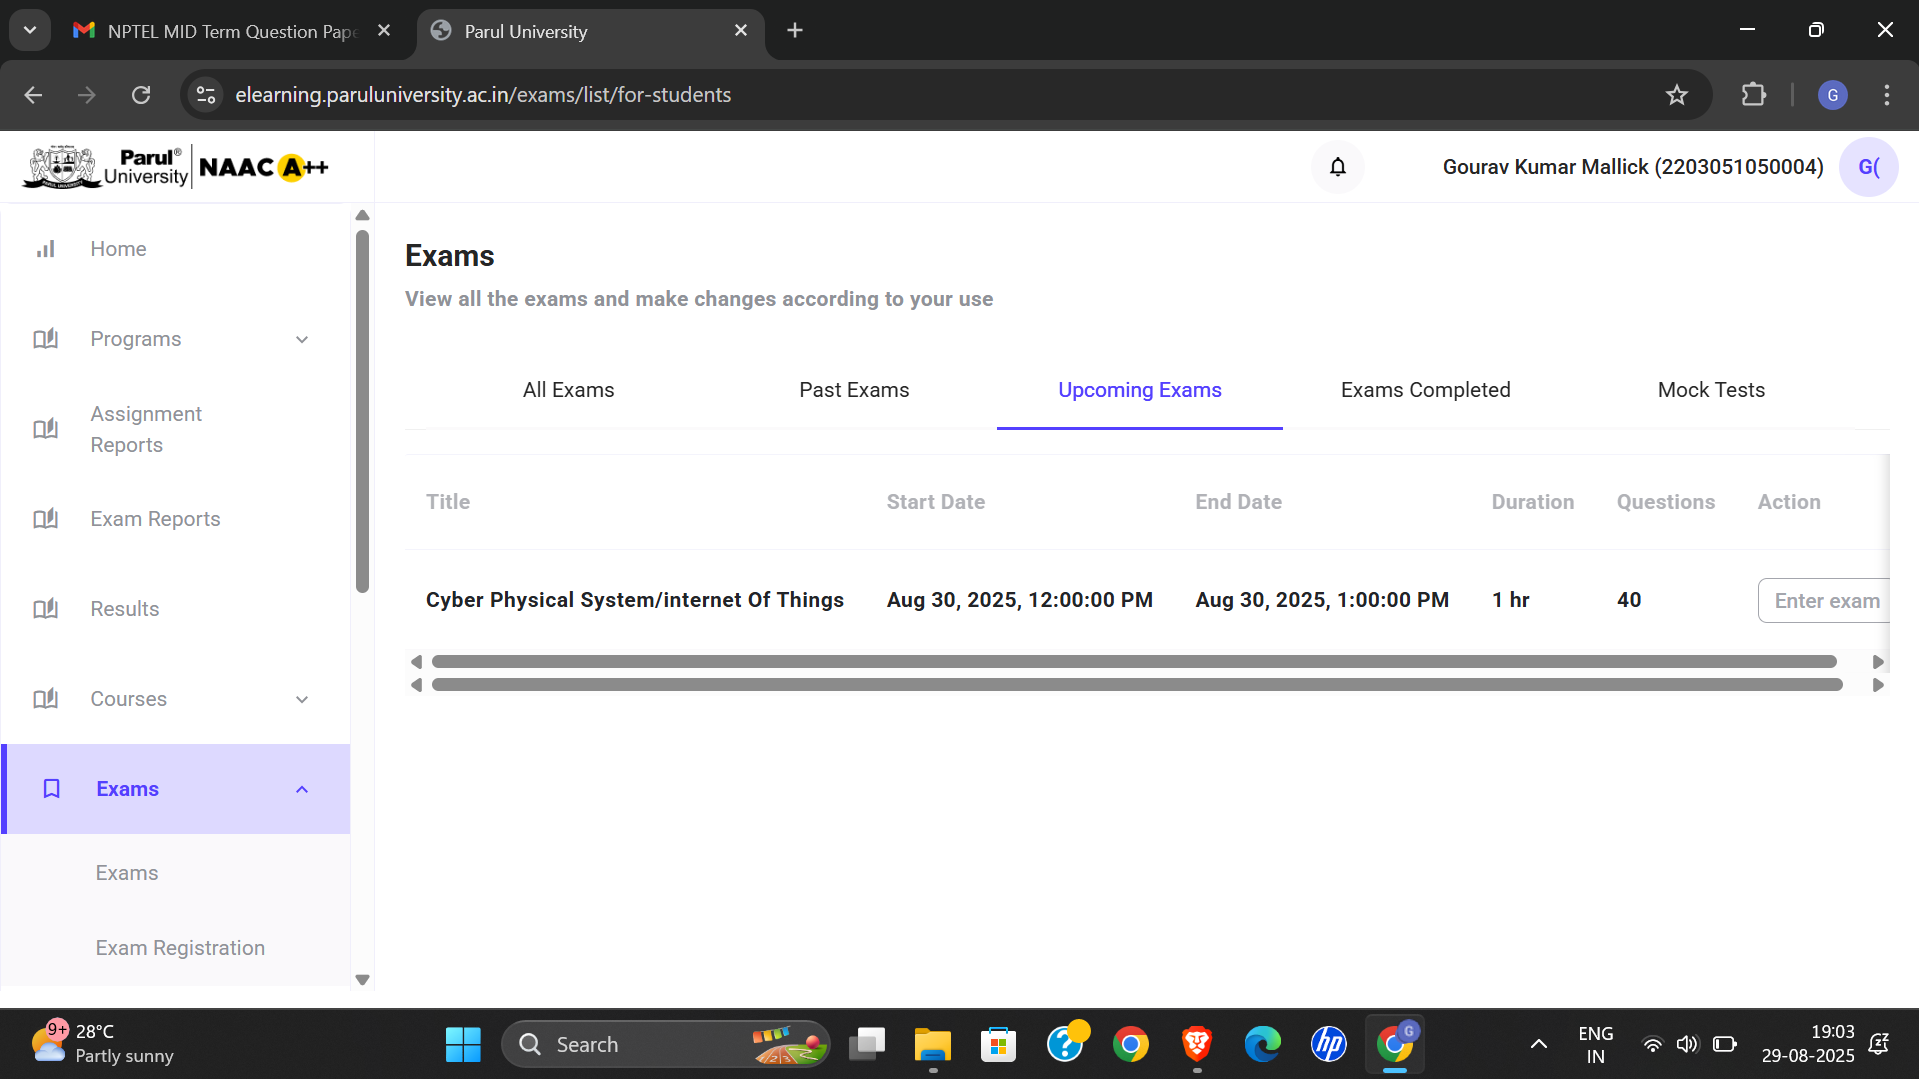 NPTEL MID Term Question Pape
Parul University
elearning.paruluniversity.ac.in/exams/list/for-students
G
Parul®
University
NAAC A++
Gourav Kumar Mallick (2203051050004)
G(
Home
Programs
Assignment
Reports
Exam Reports
Results
Courses
Exams
Exams
Exam Registration
Exams
View all the exams and make changes according to your use
All Exams
Past Exams
Upcoming Exams
Exams Completed
Mock Tests
Title
Start Date
End Date
Duration
Questions
Action
Cyber Physical System/internet Of Things
Aug 30, 2025, 12:00:00 PM
Aug 30, 2025, 1:00:00 PM
1 hr
40
Enter exam
9+
28°C
Partly sunny
Search
hp
G
ENG
IN
19:03
29-08-2025